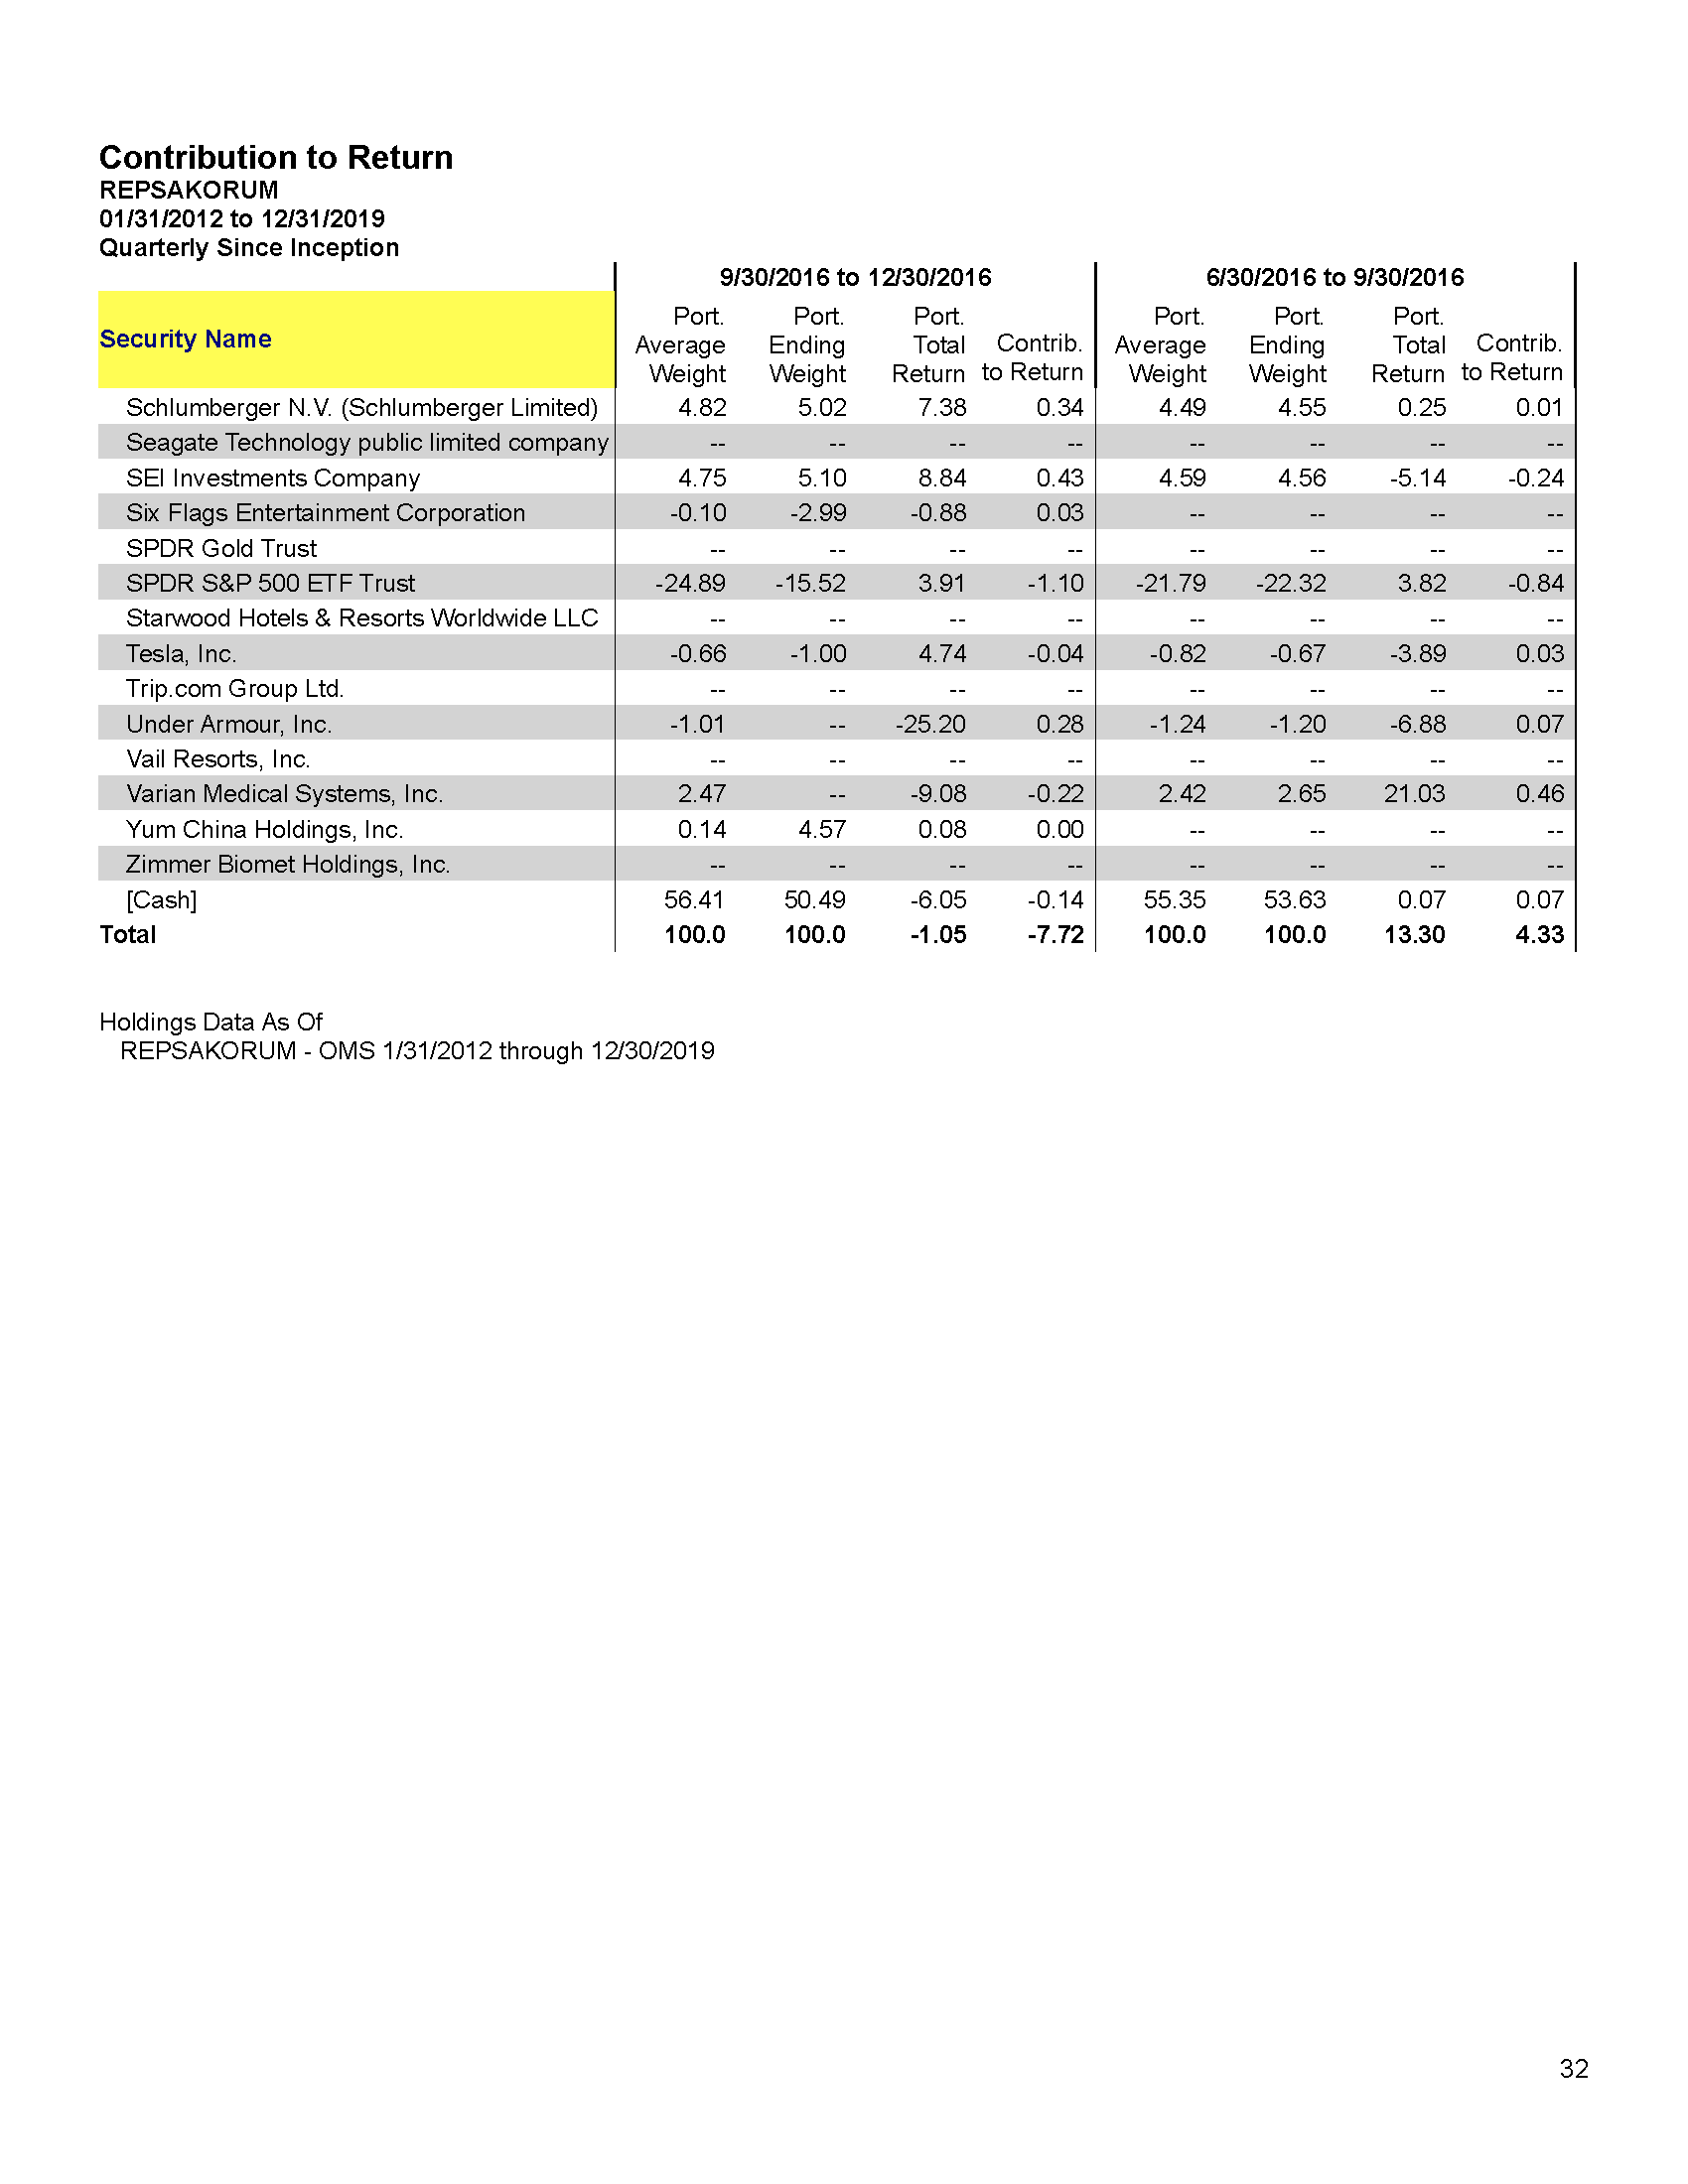 Contribution to Return
REPSAKORUM
01/31/2012 to 12/31/2019
Quarterly Since Inception
9/30/2016 to 12/30/2016 6/30/2016 to 9/30/2016
Security Name Port. Average Weight Port. Ending Weight Port. Total Return Contrib. to Return Port. Average Weight Port. Ending Weight Port. Total Return Contrib. to Return
Schlumberger N.V. (Schlumberger Limited) 4.82 5.02 7.38 0.34 4.49 4.55 0.25 0.01
Seagate Technology public limited company -- -- -- -- -- -- -- --
SEI Investments Company 4.75 5.10 8.84 0.43 4.59 4.56 -5.14 -0.24
Six Flags Entertainment Corporation -0.10 -2.99 -0.88 0.03 -- -- -- --
SPDR Gold Trust -- -- -- -- -- -- -- --
SPDR S&P 500 ETF Trust -24.89 -15.52 3.91 -1.10 -21.79 -22.32 3.82 -0.84
Starwood Hotels & Resorts Worldwide LLC -- -- -- -- -- -- -- --
Tesla, Inc. -0.66 -1.00 4.74 -0.04 -0.82 -0.67 -3.89 0.03
Trip.com Group Ltd. -- -- -- -- -- -- -- --
Under Armour, Inc. -1.01 -- -25.20 0.28 -1.24 -1.20 -6.88 0.07
Vail Resorts, Inc. -- -- -- -- -- -- -- --
Varian Medical Systems, Inc. 2.47 -- -9.08 -0.22 2.42 2.65 21.03 0.46
Yum China Holdings, Inc. 0.14 4.57 0.08 0.00 -- -- -- --
Zimmer Biomet Holdings, Inc. -- -- -- -- -- -- -- --
[Cash] 56.41 50.49 -6.05 -0.14 55.35 53.63 0.07 0.07
Total 100.0 100.0 -1.05 -7.72 100.0 100.0 13.30 4.33
Holdings Data As Of
REPSAKORUM - OMS 1/31/2012 through 12/30/2019
32